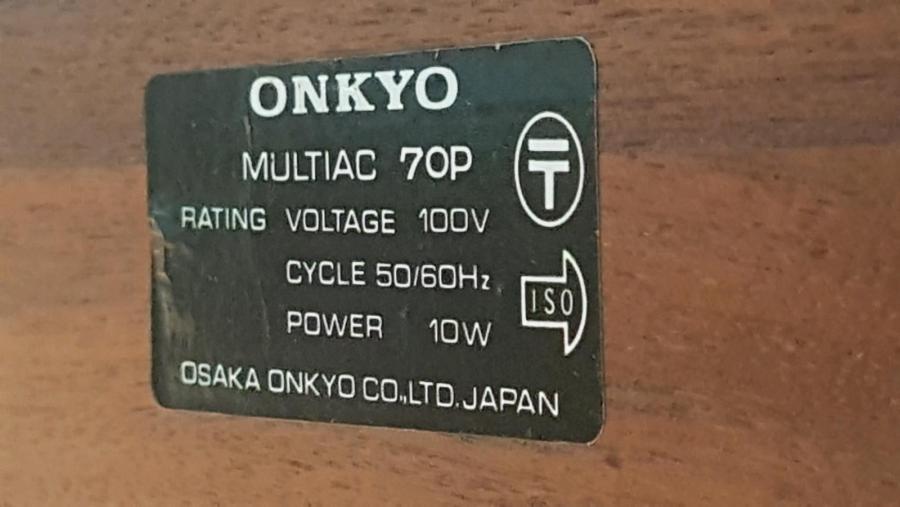 ONKYO
MULTIAC 70P
RATING VOLTAGE 100V
CYCLE 50/60Hz
POWER 10W
OSAKA ONKYO CO.,LTD.JAPAN
〒
ISO